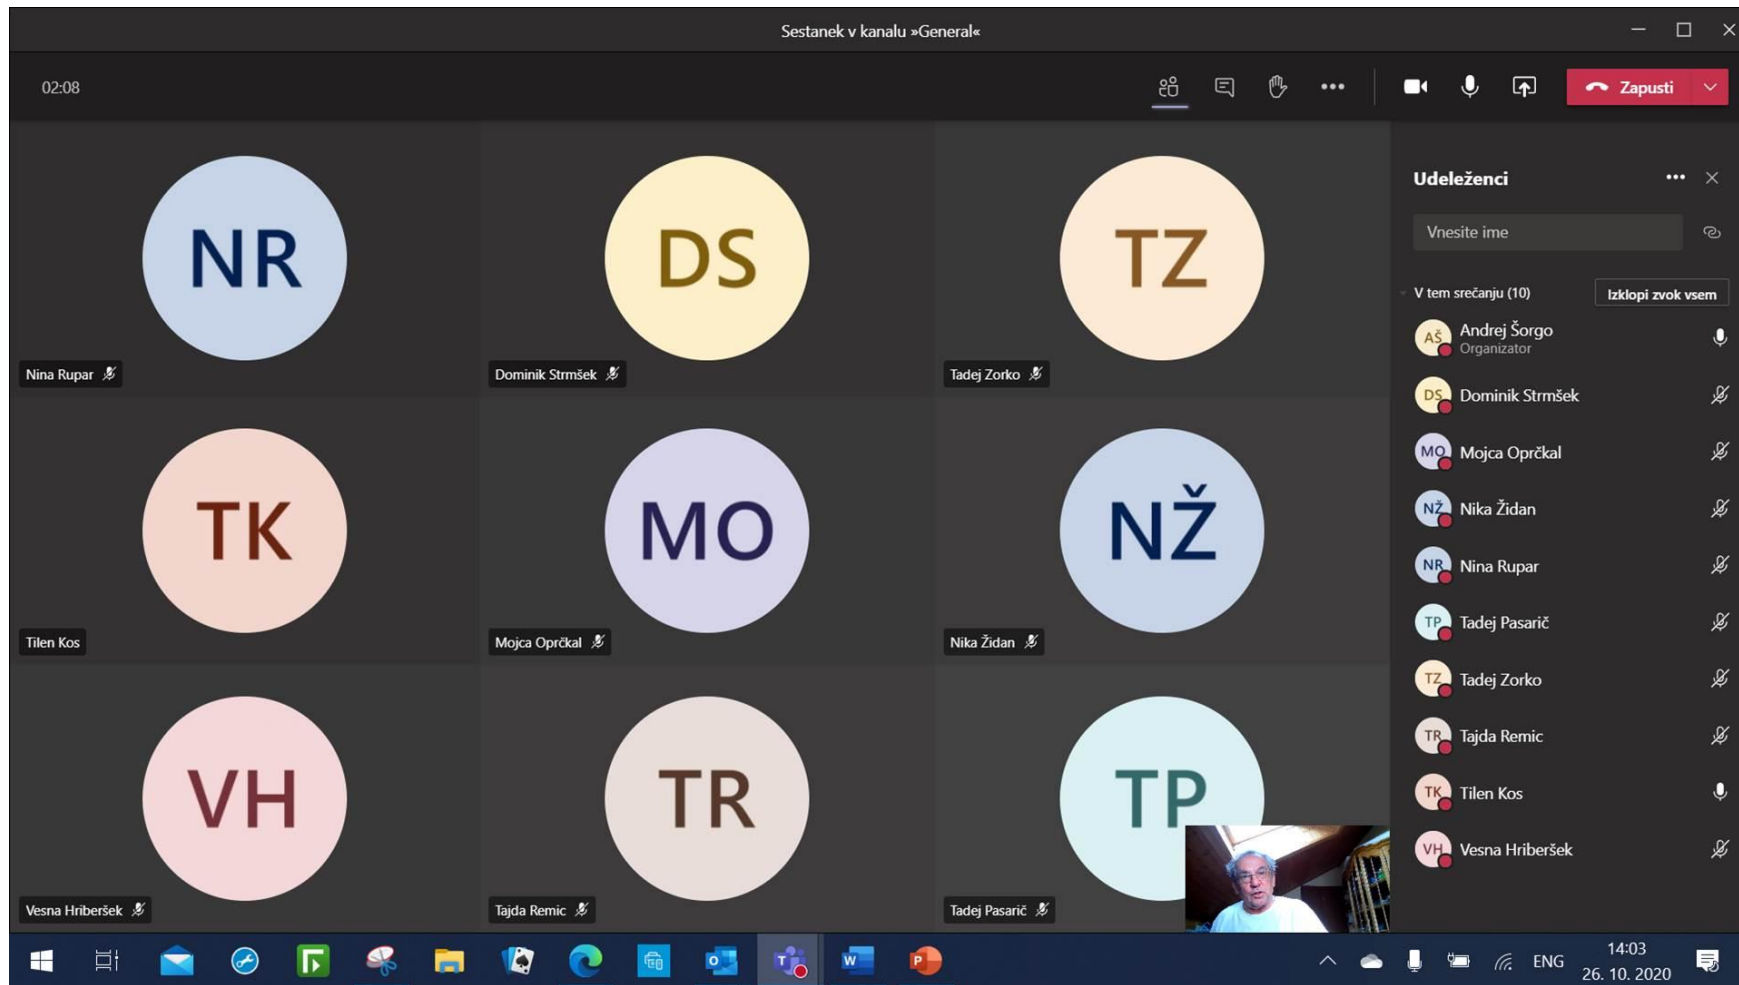 Sestanek v kanalu »General«
02:08
Zapusti
NR
DS
TZ
Nina Rupar
Dominik Strmšek
Tadej Zorko
TK
MO
NŽ
Tilen Kos
Mojca Oprčkal
Nika Židan
VH
TR
TP
Vesna Hriberšek
Tajda Remic
Tadej Pasarič
Udeleženci
Vnesite ime
V tem srečanju (10)
Izklopi zvok vsem
AŠ Andrej Šorgo
Organizator
DS Dominik Strmšek
MO Mojca Oprčkal
NŽ Nika Židan
NR Nina Rupar
TP Tadej Pasarič
TZ Tadej Zorko
TR Tajda Remic
TK Tilen Kos
VH Vesna Hriberšek
ENG
14:03
26. 10. 2020